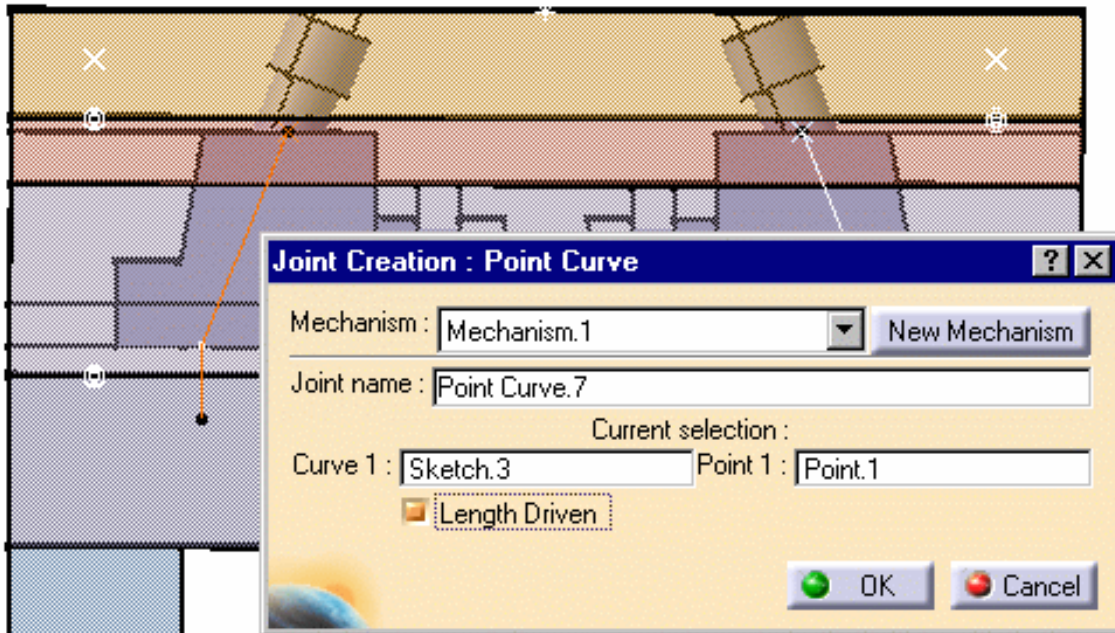 Joint Creation : Point Curve
Mechanism : Mechanism.1 New Mechanism
Joint name : Point Curve.7
Current selection :
Curve 1 : Sketch.3 Point 1 : Point.1
Length Driven
OK Cancel